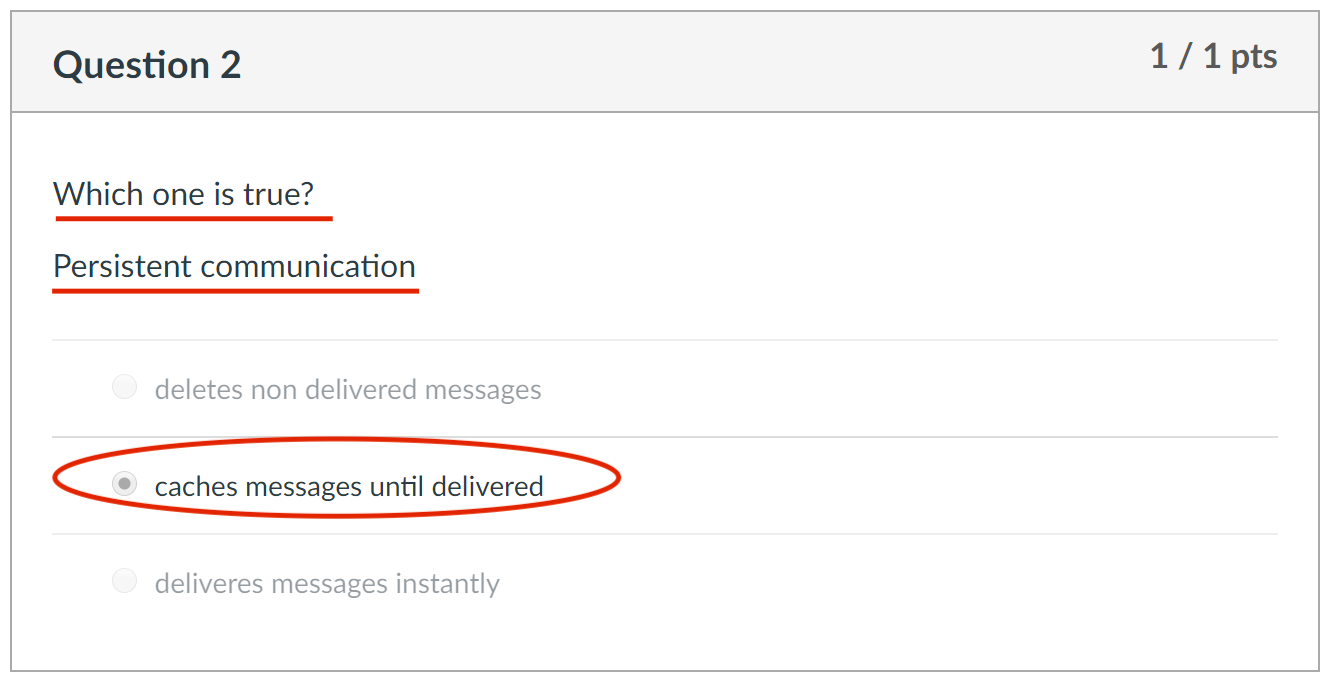 Question 2
1 / 1 pts
Which one is true?
Persistent communication
deletes non delivered messages
caches messages until delivered
deliveres messages instantly